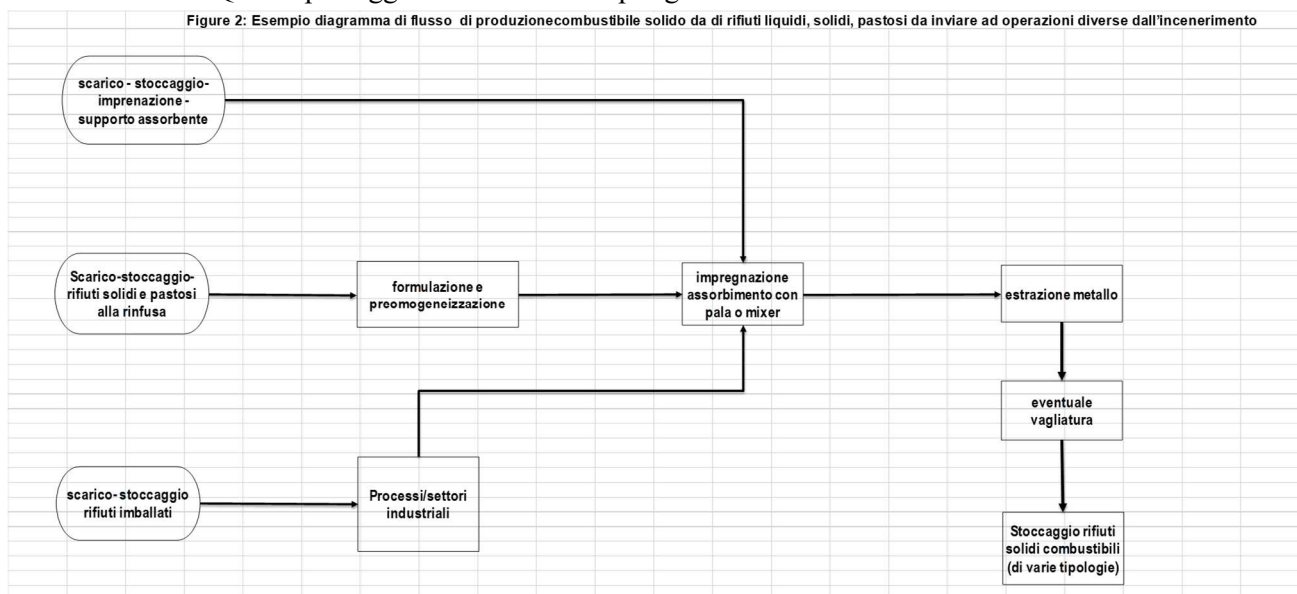 Figure 2: Esempio diagramma di flusso di produzionecombustibile solido da di rifiuti liquidi, solidi, pastosi da inviare ad operazioni diverse dall'incenerimento
scarico - stoccaggio-
imprenazione -
supporto assorbente
Scarico-stoccaggio-
rifiuti solidi e pastosi
alla rinfusa
formulazione e
preomogeneizzazione
impregnazione
assorbimento con
pala o mixer
estrazione metallo
eventuale
vagliatura
scarico-stoccaggio
rifiuti imballati
Processi/settori
industriali
Stoccaggio rifiuti
solidi combustibili
(di varie tipologie)